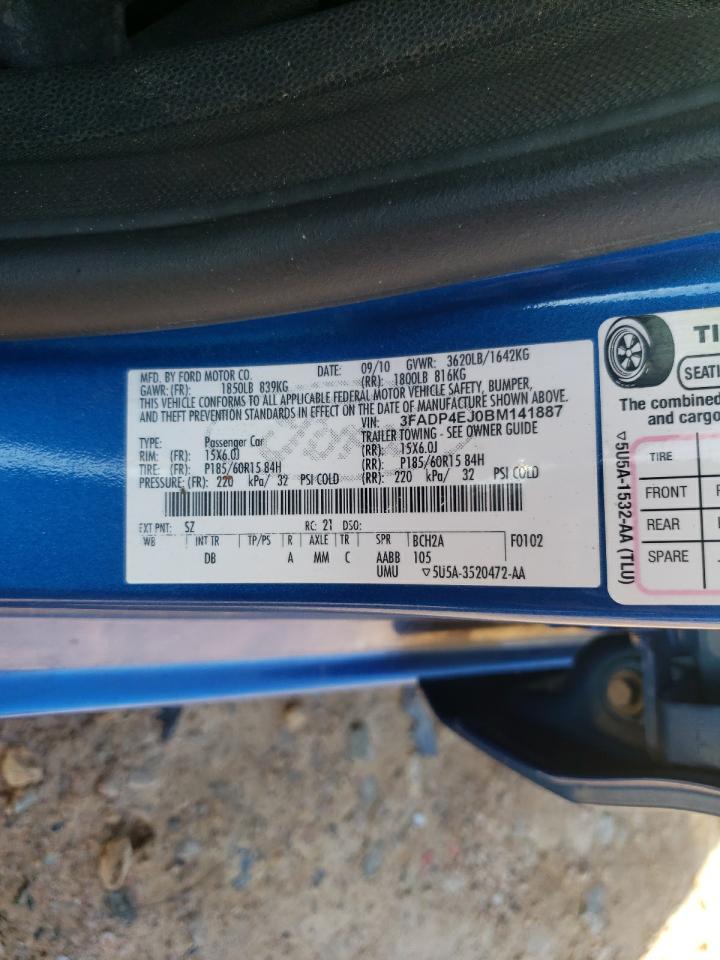 MFD. BY FORD MOTOR CO. DATE: 09/10 GVWR: 3620LB/1642KG
GAWR: (FR): 1850LB 839KG (RR): 1800LB 816KG
THIS VEHICLE CONFORMS TO ALL APPLICABLE FEDERAL MOTOR VEHICLE SAFETY, BUMPER,
AND THEFT PREVENTION STANDARDS IN EFFECT ON THE DATE OF MANUFACTURE SHOWN ABOVE.
VIN: 3FADP4EJ0BM141887
TYPE: Passenger Car TRAILER TOWING - SEE OWNER GUIDE
RIM: (FR): 15X6.0J (RR): 15X6.0J
TIRE: (FR): P185/60R15 84H (RR): P185/60R15 84H
PRESSURE: (FR): 220 kPa/ 32 PSI COLD (RR): 220 kPa/ 32 PSI COLD
EXT PNT: SZ RC: 21 DSO:
WB INT TR TP/PS R AXLE TR SPR BCH2A F0102
DB A MM C AABB 105
UMU ▽5U5A-3520472-AA
Ford
TI
SEATI
The combined
and cargo
▽5U5A-1532-AA (TLU)
TIRE
FRONT
REAR
SPARE